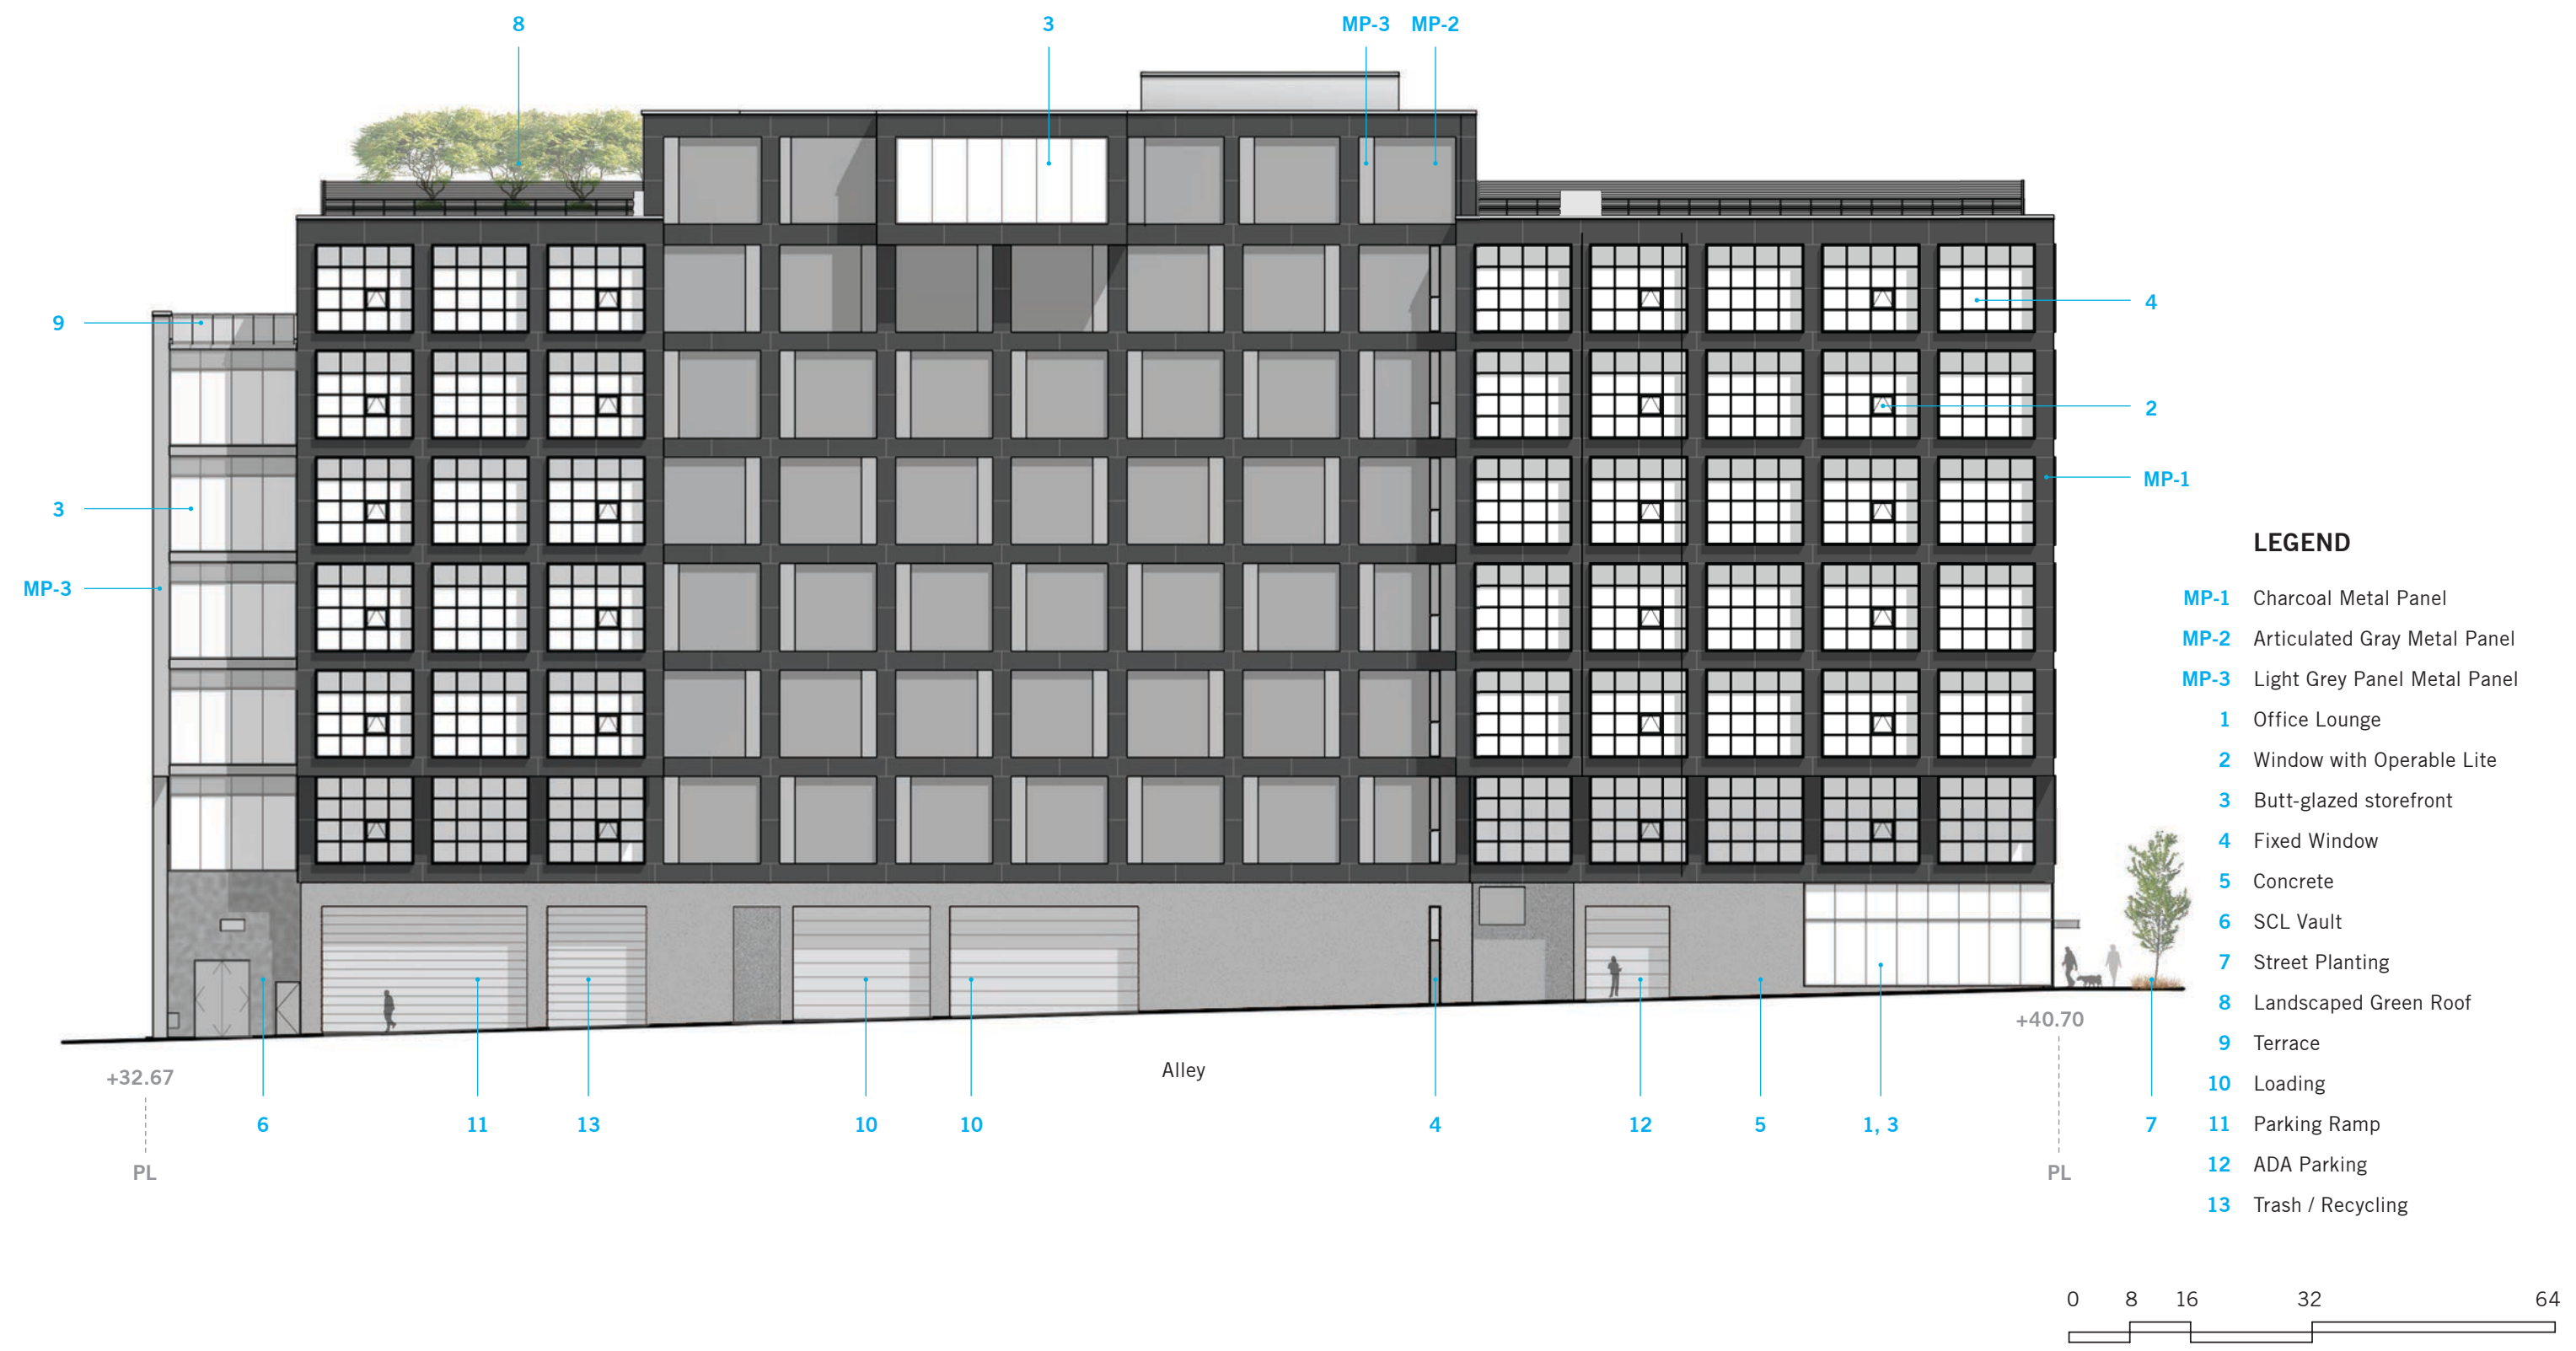 8
3
MP-3
MP-2
9
4
2
3
MP-1
MP-3
LEGEND
MP-1 Charcoal Metal Panel
MP-2 Articulated Gray Metal Panel
MP-3 Light Grey Panel Metal Panel
1 Office Lounge
2 Window with Operable Lite
3 Butt-glazed storefront
4 Fixed Window
5 Concrete
6 SCL Vault
7 Street Planting
8 Landscaped Green Roof
9 Terrace
10 Loading
11 Parking Ramp
12 ADA Parking
13 Trash / Recycling
+40.70
Alley
+32.67
6
11
13
10
10
4
12
5
1, 3
7
PL
PL
0 8 16 32 64